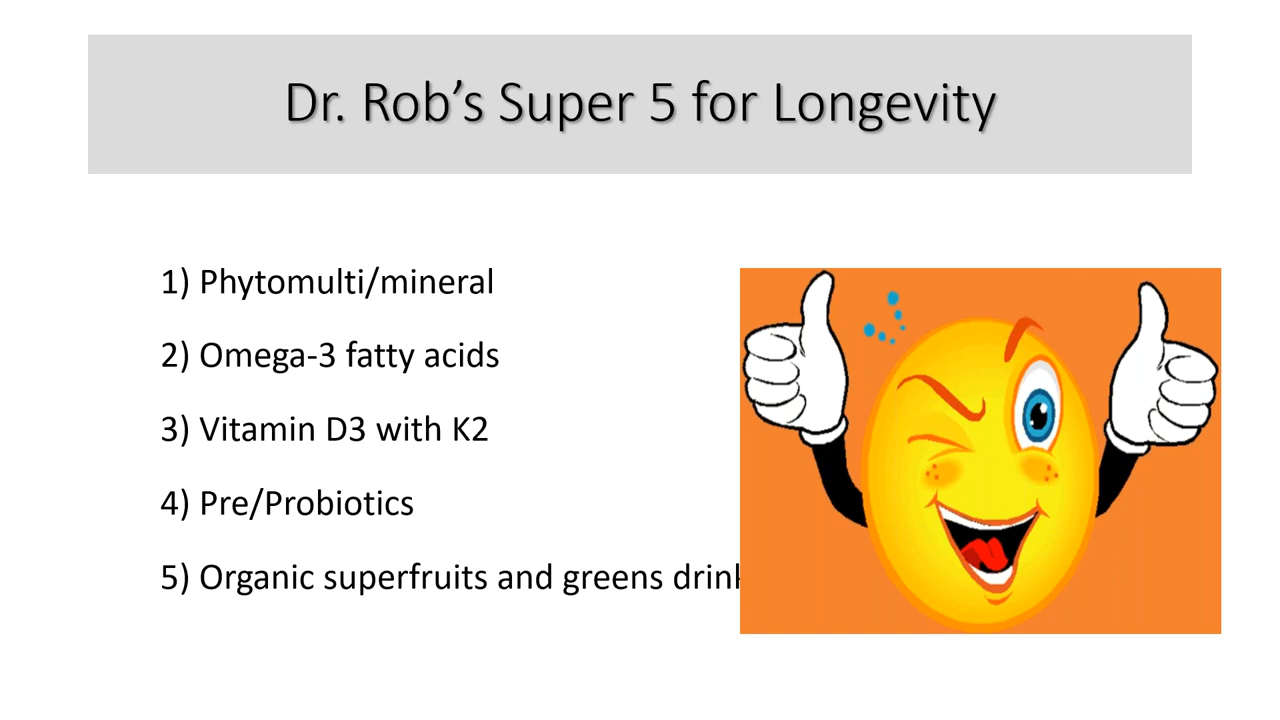 Dr. Rob’s Super 5 for Longevity
1) Phytomulti/mineral
2) Omega-3 fatty acids
3) Vitamin D3 with K2
4) Pre/Probiotics
5) Organic superfruits and greens drink